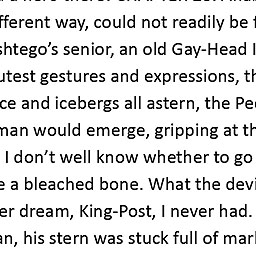 fferent way, could not readily be f
shtego's senior, an old Gay-Head I
utest gestures and expressions, th
ce and icebergs all astern, the Pe
man would emerge, gripping at th
I don't well know whether to go
e a bleached bone. What the devi
er dream, King-Post, I never had.
an, his stern was stuck full of mar